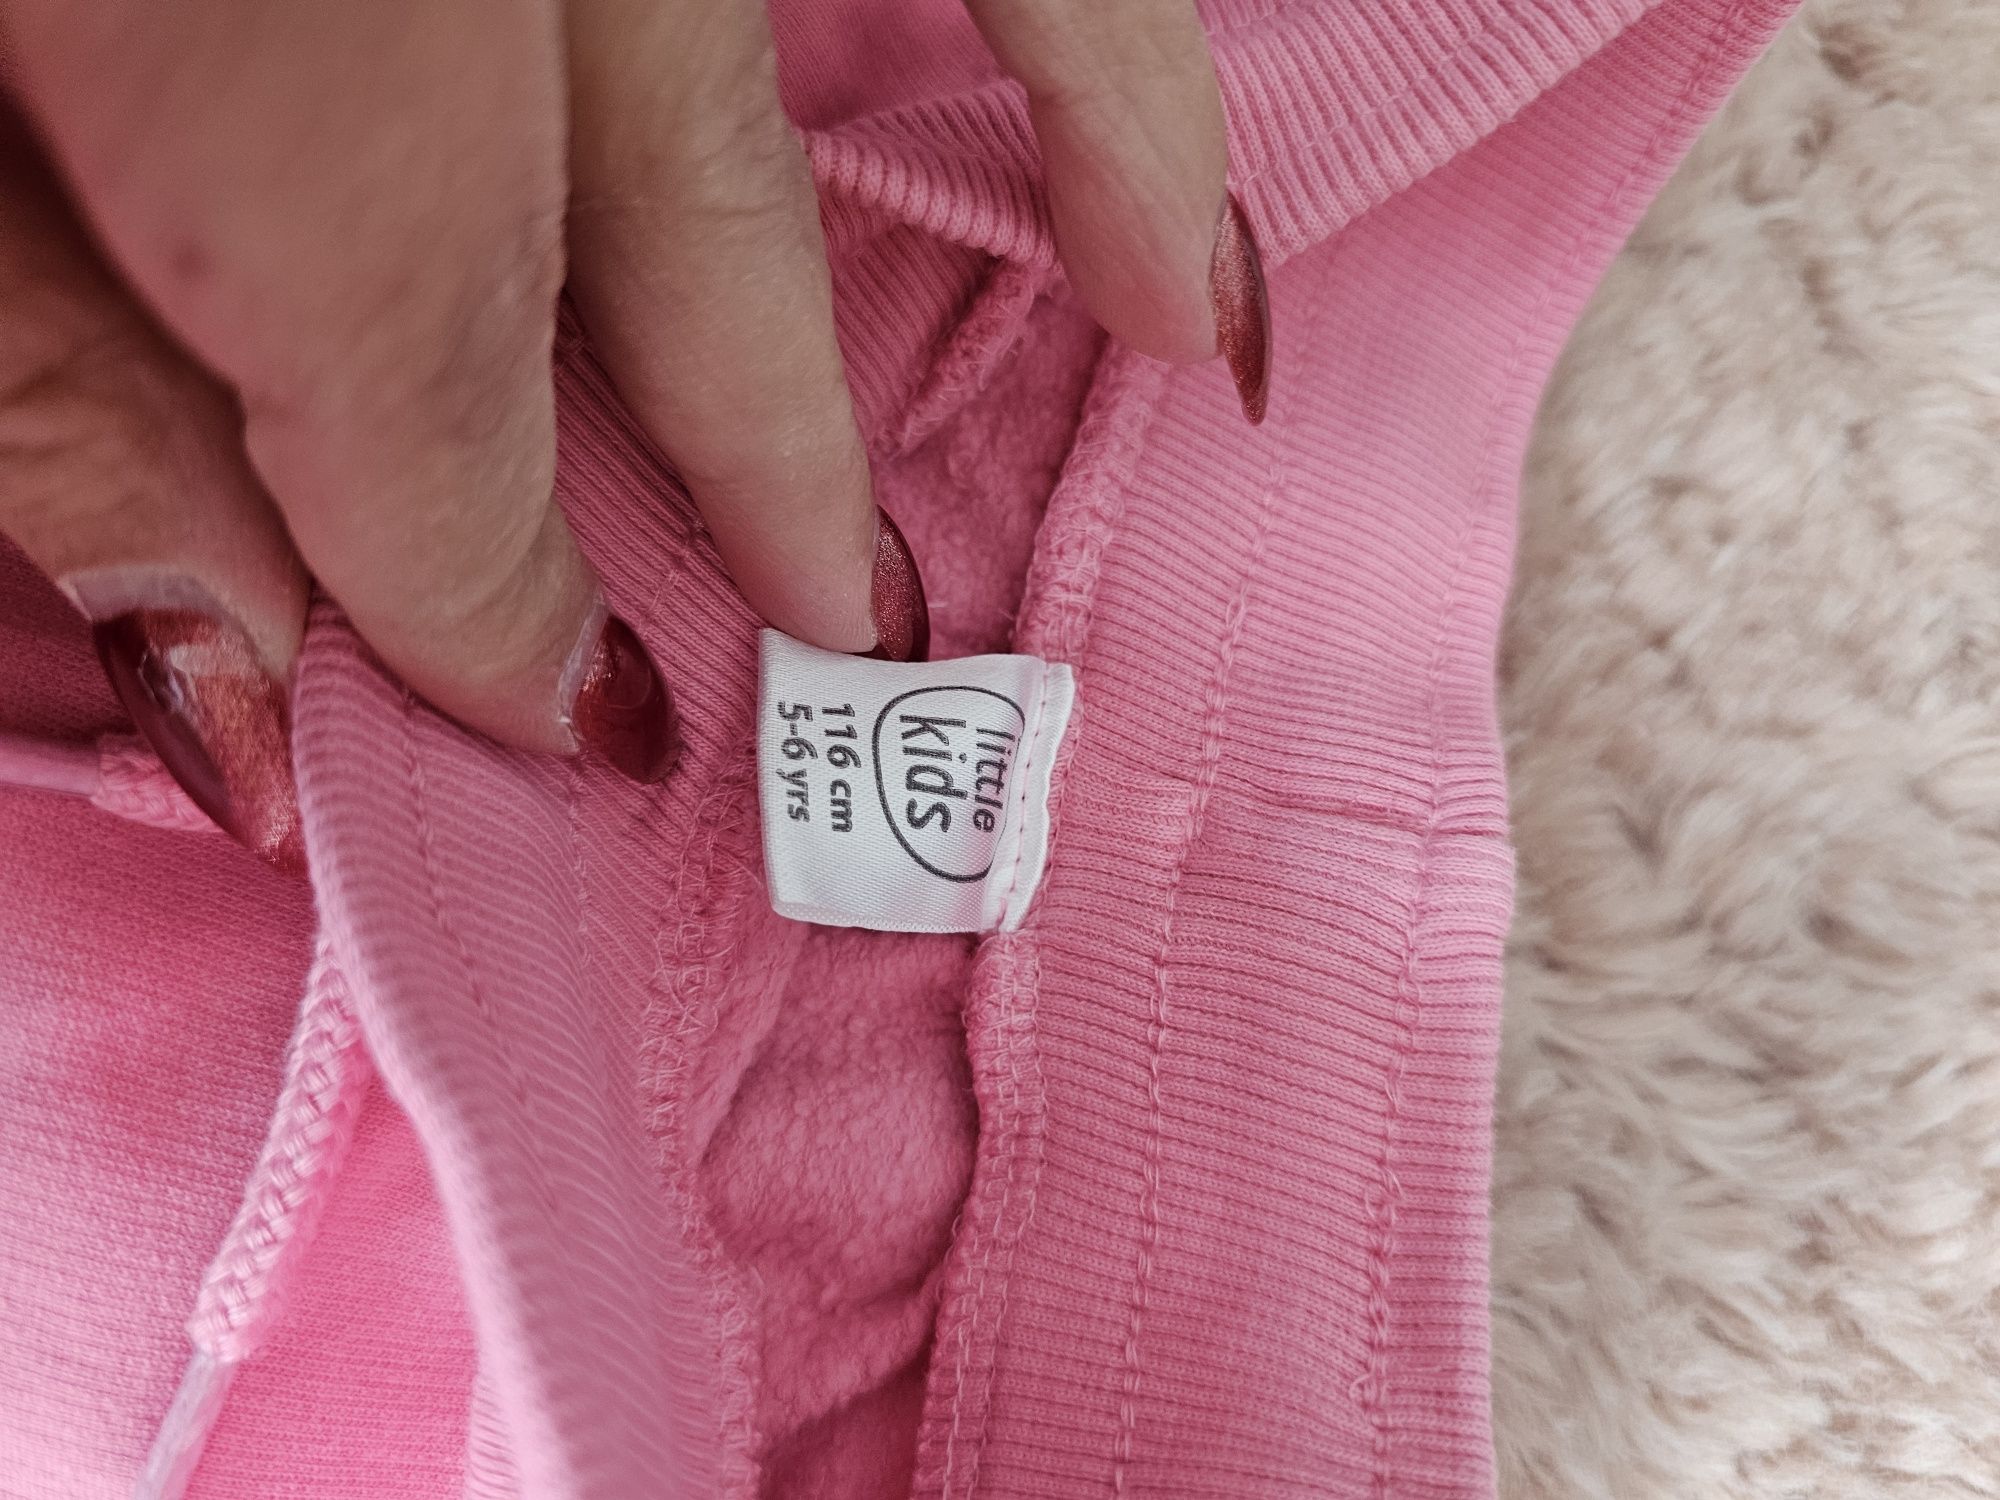 little
kids
116 cm
5-6 yrs